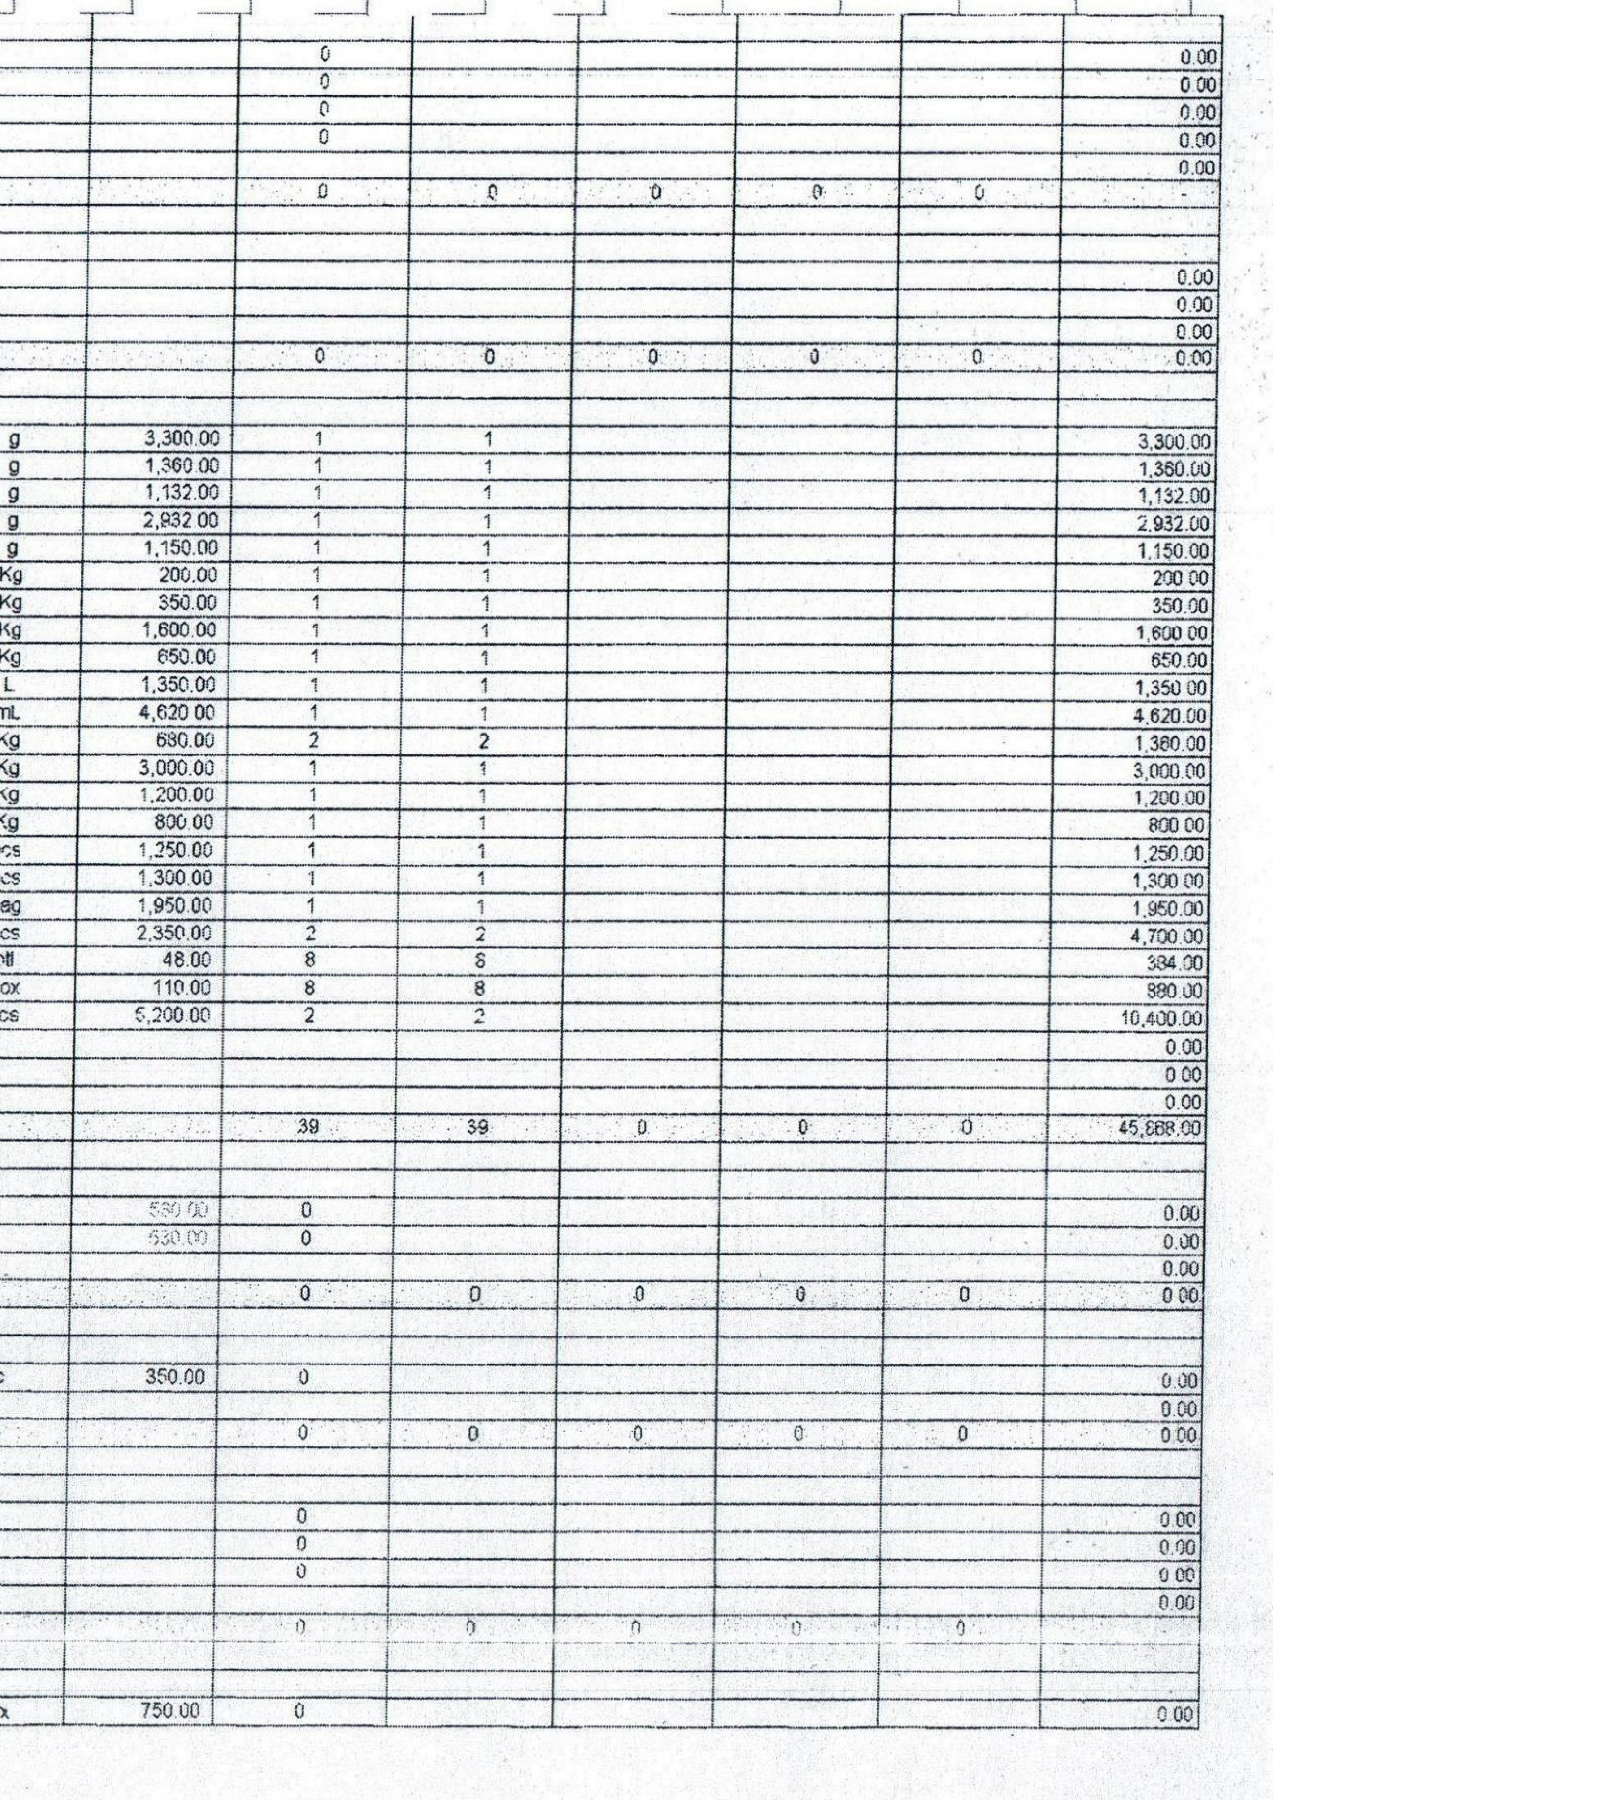 0 0.00
0 0.00
0 0.00
0 0.00
0.00
0 0 0 0 0 -
0.00
0.00
0.00
0 0 0 0 0 0.00
g 3,300.00 1 1 3,300.00
g 1,360.00 1 1 1,360.00
g 1,132.00 1 1 1,132.00
g 2,932.00 1 1 2,932.00
g 1,150.00 1 1 1,150.00
Kg 200.00 1 1 200.00
Kg 350.00 1 1 350.00
Kg 1,600.00 1 1 1,600.00
Kg 650.00 1 1 650.00
L 1,350.00 1 1 1,350.00
mL 4,620.00 1 1 4,620.00
Kg 680.00 2 2 1,360.00
Kg 3,000.00 1 1 3,000.00
Kg 1,200.00 1 1 1,200.00
Kg 800.00 1 1 800.00
cs 1,250.00 1 1 1,250.00
cs 1,300.00 1 1 1,300.00
ag 1,950.00 1 1 1,950.00
cs 2,350.00 2 2 4,700.00
ttl 48.00 8 8 384.00
ox 110.00 8 8 880.00
cs 5,200.00 2 2 10,400.00
0.00
0.00
0.00
39 39 0 0 0 45,868.00
0 0.00
0 0.00
0.00
0 0 0 0 0 0.00
c 350.00 0 0.00
0.00
0 0 0 0 0 0.00
0 0.00
0 0.00
0 0.00
0.00
0 0 0 0 0
x 750.00 0 0.00